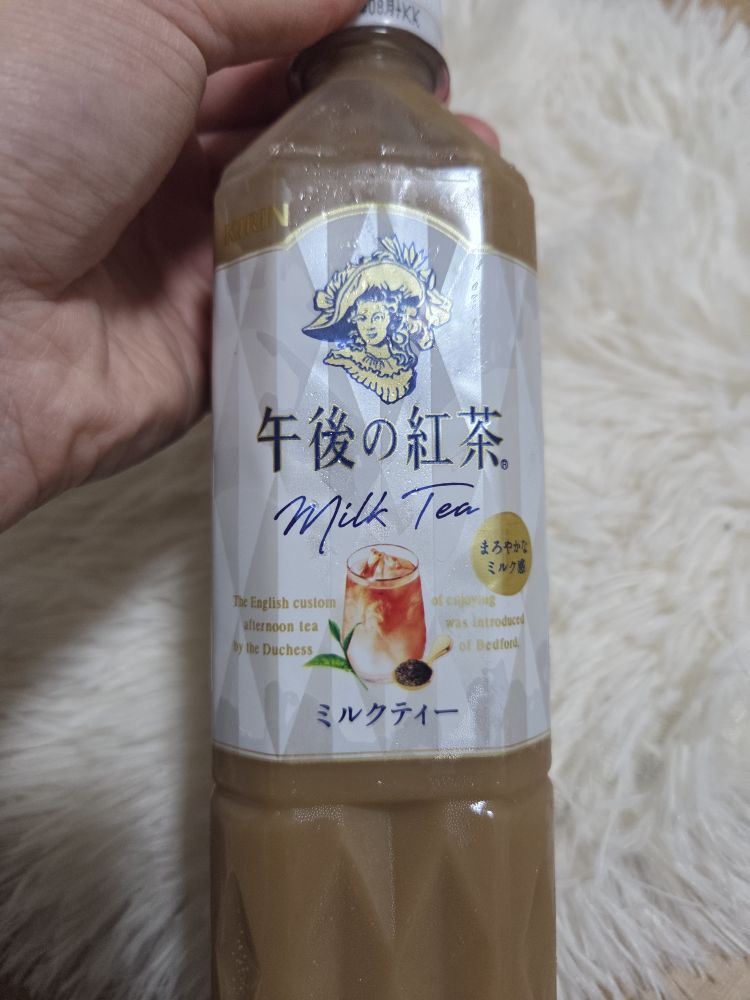 KIRIN
午後の紅茶®
Milk Tea
まろやかな
ミルク感
The English custom of enjoying
afternoon tea was introduced
by the Duchess of Bedford.
ミルクティー